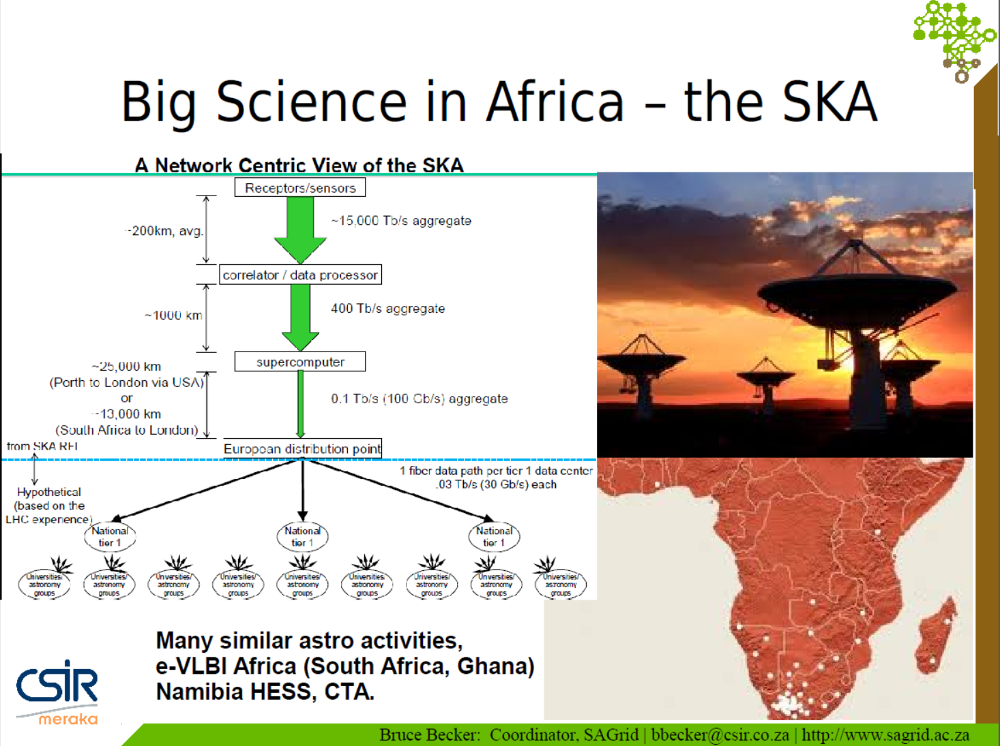 Big Science in Africa – the SKA
A Network Centric View of the SKA
Receptors/sensors
~200km, avg.
~15,000 Tb/s aggregate
correlator / data processor
~1000 km
400 Tb/s aggregate
supercomputer
~25,000 km
(Perth to London via USA)
or
~13,000 km
(South Africa to London)
0.1 Tb/s (100 Gb/s) aggregate
European distribution point
from SKA RFI
1 fiber data path per tier 1 data center
.03 Tb/s (30 Gb/s) each
Hypothetical
(based on the
LHC experience)
National
tier 1
National
tier 1
National
tier 1
Universities/
astronomy
groups
Universities/
astronomy
groups
Universities/
astronomy
groups
Universities/
astronomy
groups
Universities/
astronomy
groups
Universities/
astronomy
groups
Universities/
astronomy
groups
Universities/
astronomy
groups
Universities/
astronomy
groups
Many similar astro activities,
e-VLBI Africa (South Africa, Ghana)
Namibia HESS, CTA.
CSIR
meraka
Bruce Becker: Coordinator, SAGrid | bbecker@csir.co.za | http://www.sagrid.ac.za